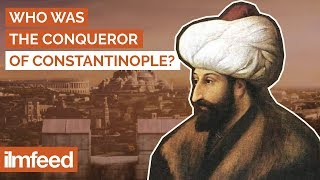 WHO WAS
THE CONQUEROR
OF CONSTANTINOPLE?
ilmfeed